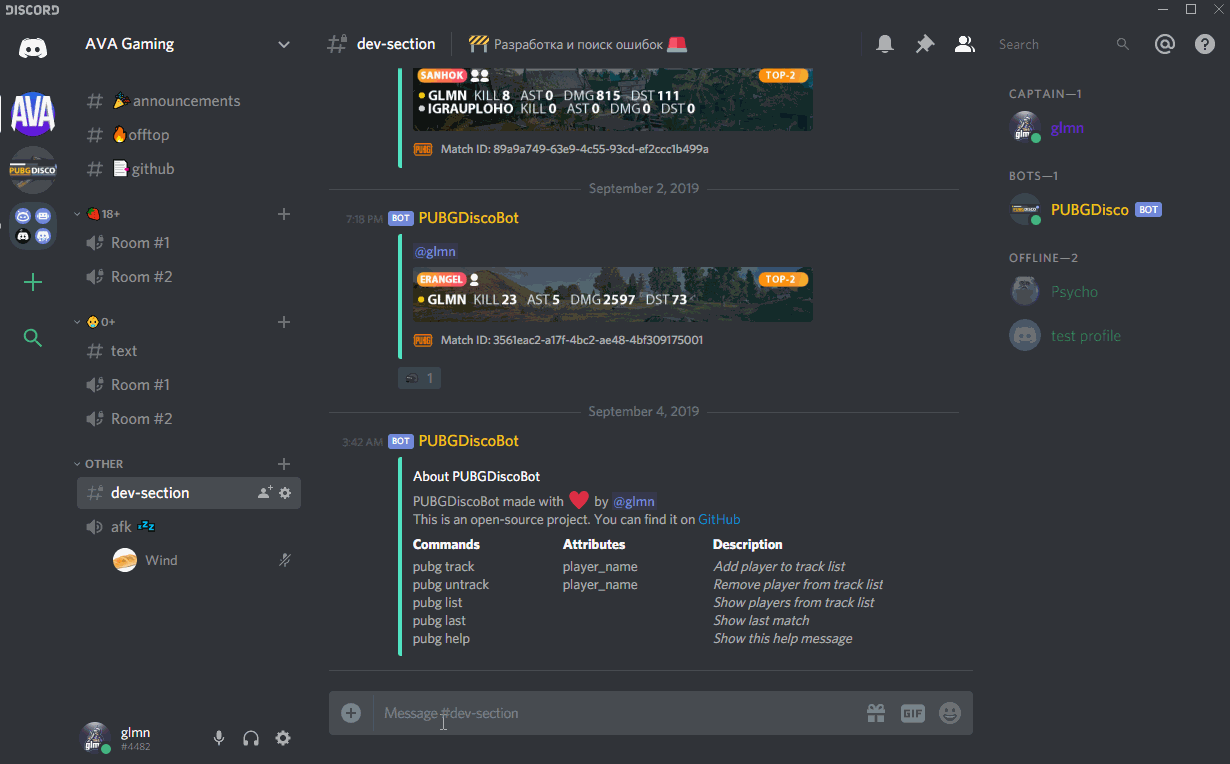 DISCORD
AVA Gaming
dev-section
Разработка и поиск ошибок
Search
AVA
PUBGDISCO
announcements
offtop
github
18+
Room #1
Room #2
0+
text
Room #1
Room #2
OTHER
dev-section
afk
Wind
glmn
#4482
SANHOK TOP-2
GLMN KILL 8 AST 0 DMG 815 DST 111
IGRAUPLOHO KILL 0 AST 0 DMG 0 DST 0
PUBG Match ID: 89a9a749-63e9-4c55-93cd-ef2ccc1b499a
September 2, 2019
7:18 PM BOT PUBGDiscoBot
@glmn
ERANGEL TOP-2
GLMN KILL 23 AST 5 DMG 2597 DST 73
PUBG Match ID: 3561eac2-a17f-4bc2-ae48-4bf309175001
1
September 4, 2019
3:42 AM BOT PUBGDiscoBot
About PUBGDiscoBot
PUBGDiscoBot made with ❤ by @glmn
This is an open-source project. You can find it on GitHub
Commands Attributes Description
pubg track player_name Add player to track list
pubg untrack player_name Remove player from track list
pubg list Show players from track list
pubg last Show last match
pubg help Show this help message
Message #dev-section
GIF
CAPTAIN—1
glmn
BOTS—1
PUBGDisco BOT
OFFLINE—2
Psycho
test profile